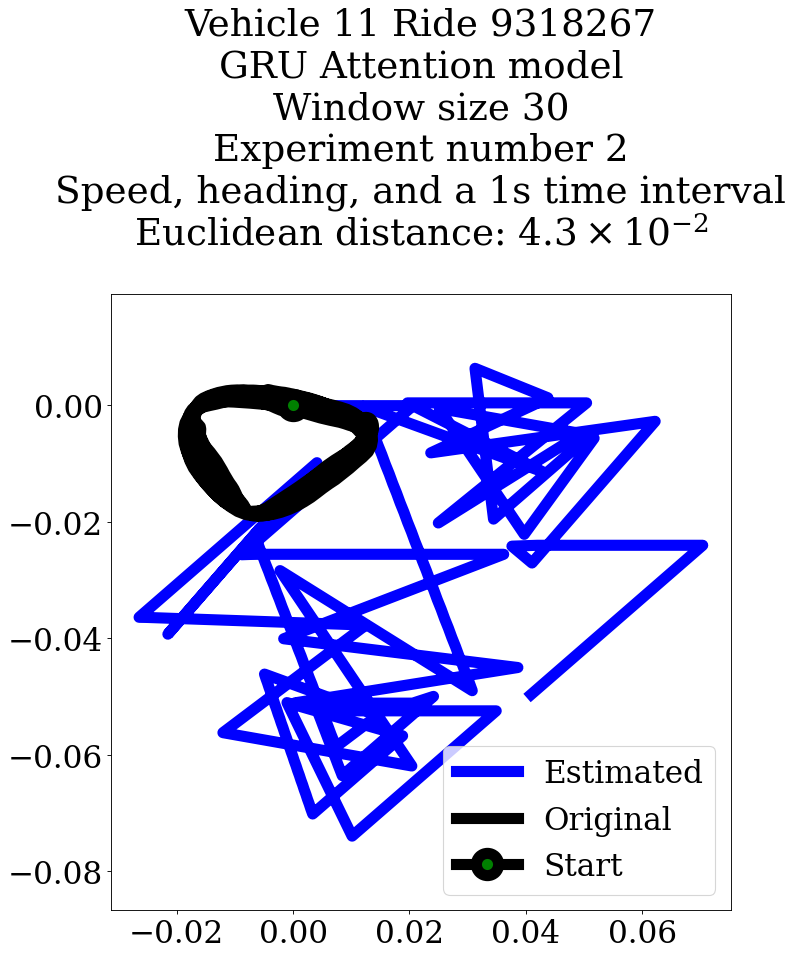 Vehicle 11 Ride 9318267
GRU Attention model
Window size 30
Experiment number 2
Speed, heading, and a 1s time interval
Euclidean distance: 4.3 × 10⁻²
0.00
−0.02
−0.04
−0.06
−0.08
Estimated
Original
Start
−0.02 0.00 0.02 0.04 0.06